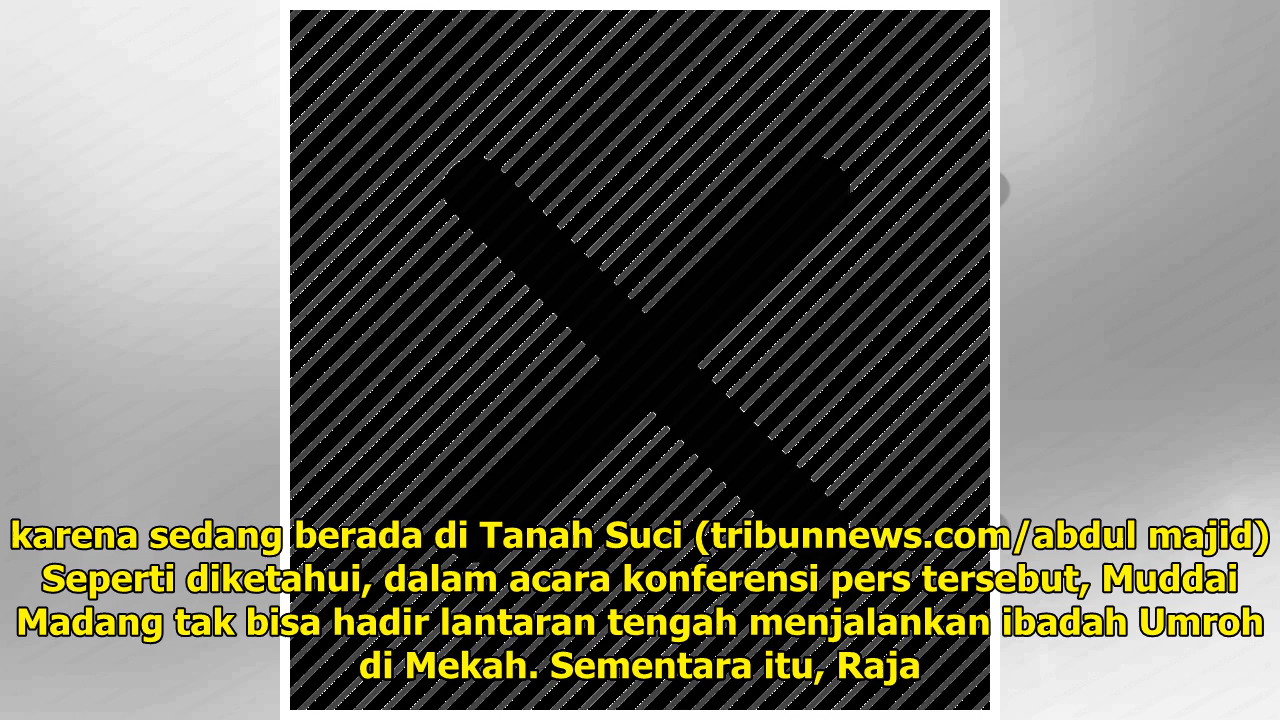 karena sedang berada di Tanah Suci (tribunnews.com/abdul majid)
Seperti diketahui, dalam acara konferensi pers tersebut, Muddai
Madang tak bisa hadir lantaran tengah menjalankan ibadah Umroh
di Mekah. Sementara itu, Raja